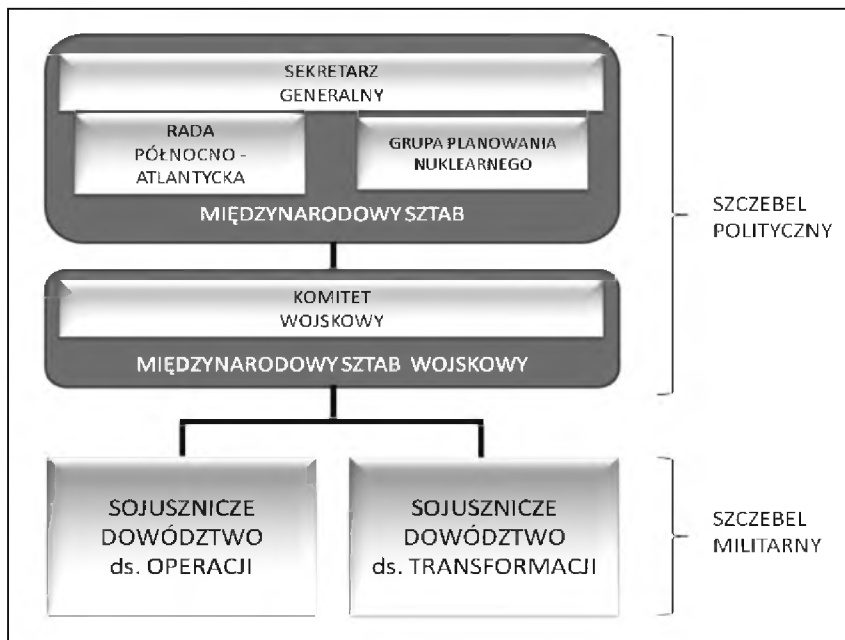 SEKRETARZ
GENERALNY
RADA
PÓŁNOCNO -
ATLANTYCKA
GRUPA PLANOWANIA
NUKLEARNEGO
MIĘDZYNARODOWY SZTAB
KOMITET
WOJSKOWY
MIĘDZYNARODOWY SZTAB WOJSKOWY
SZCZEBEL
POLITYCZNY
SOJUSZNICZE
DOWÓDZTWO
ds. OPERACJI
SOJUSZNICZE
DOWÓDZTWO
ds. TRANSFORMACJI
SZCZEBEL
MILITARNY